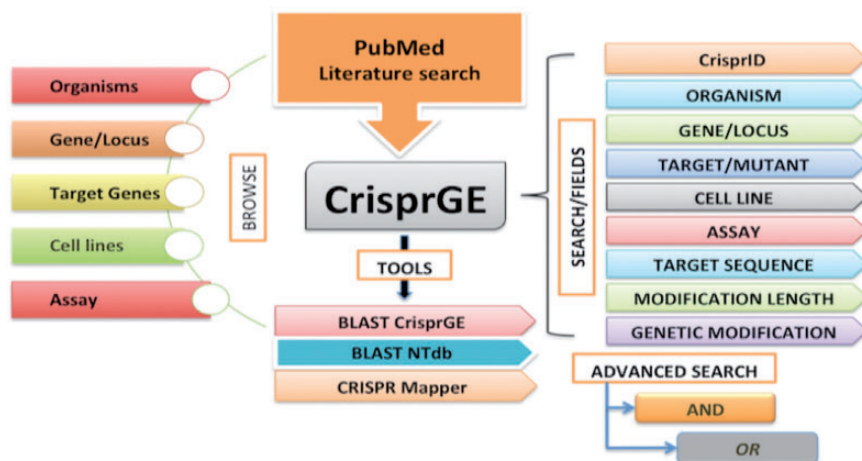 PubMed
Literature search
Organisms
Gene/Locus
Target Genes
Cell lines
Assay
BROWSE
CrisprGE
TOOLS
BLAST CrisprGE
BLAST NTdb
CRISPR Mapper
SEARCH/FIELDS
CrisprID
ORGANISM
GENE/LOCUS
TARGET/MUTANT
CELL LINE
ASSAY
TARGET SEQUENCE
MODIFICATION LENGTH
GENETIC MODIFICATION
ADVANCED SEARCH
AND
OR